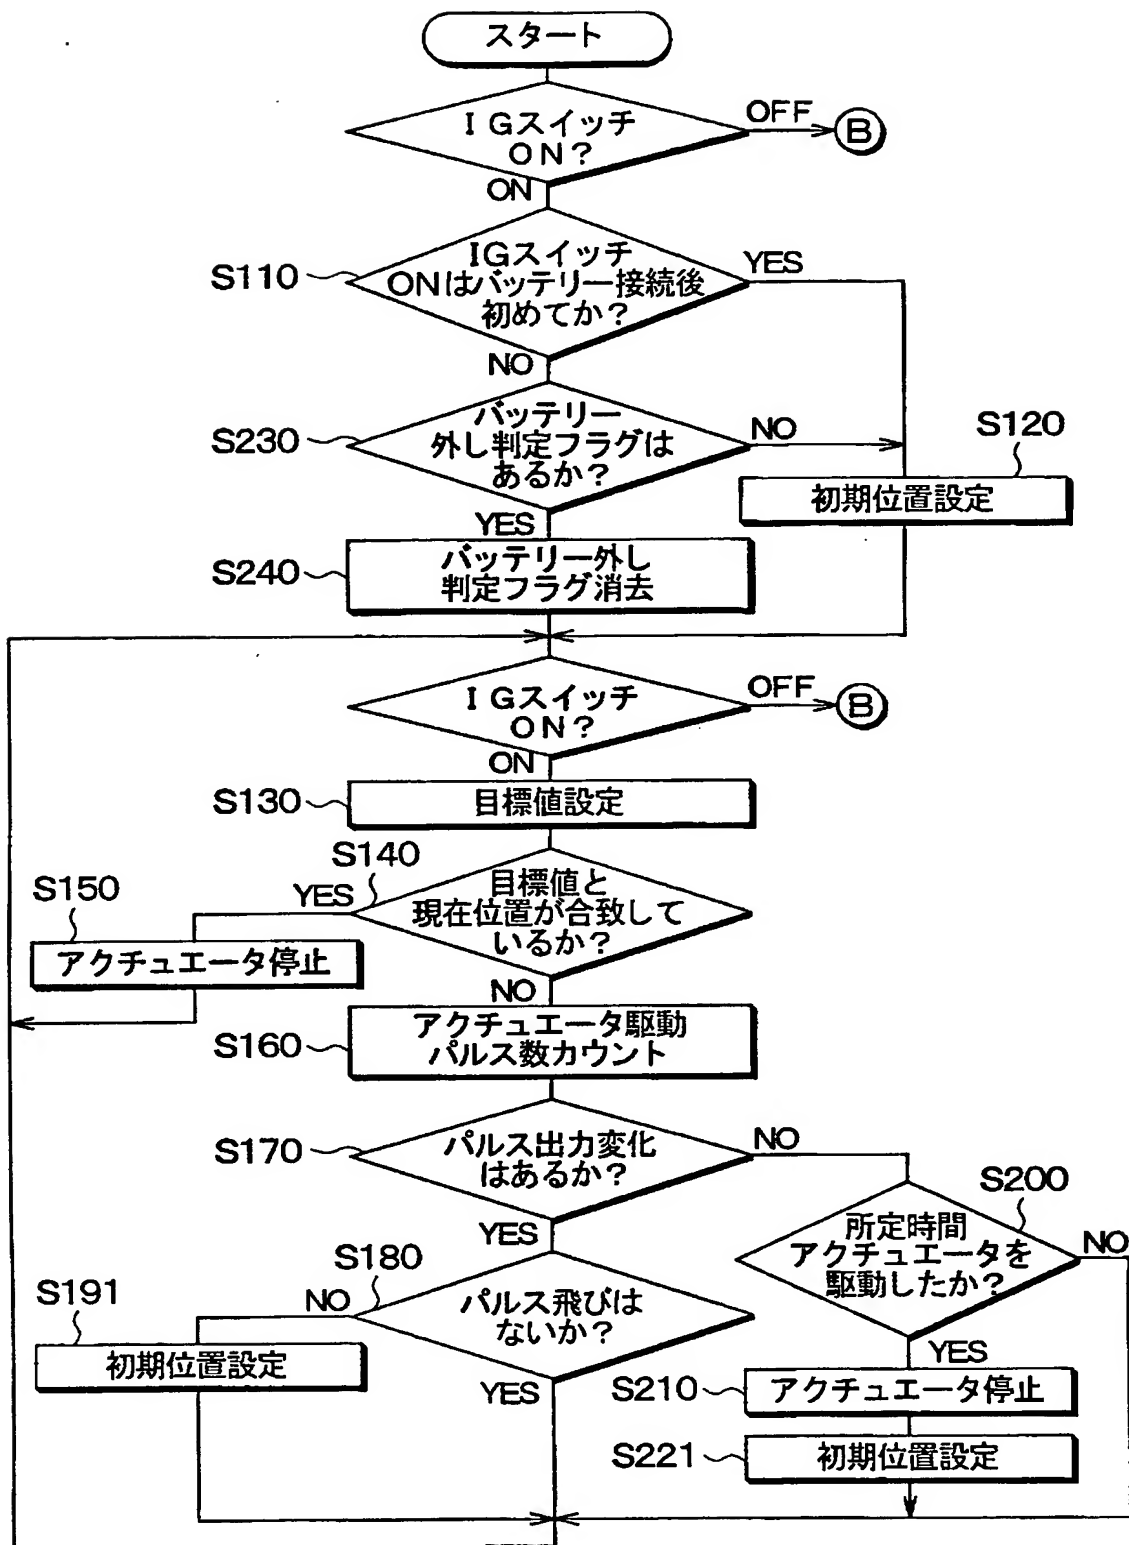 スタート
IGスイッチ
ON?
OFF
B
ON
S110
IGスイッチ
ONはバッテリー接続後
初めてか?
YES
NO
S230
バッテリー
外し判定フラグは
あるか?
NO
S120
初期位置設定
YES
S240
バッテリー外し
判定フラグ消去
IGスイッチ
ON?
OFF
B
ON
S130
目標値設定
S140
目標値と
現在位置が合致して
いるか?
YES
S150
アクチュエータ停止
NO
S160
アクチュエータ駆動
パルス数カウント
S170
パルス出力変化
はあるか?
NO
S200
所定時間
アクチュエータを
駆動したか?
NO
YES
S180
パルス飛びは
ないか?
NO
S191
初期位置設定
YES
YES
S210
アクチュエータ停止
S221
初期位置設定